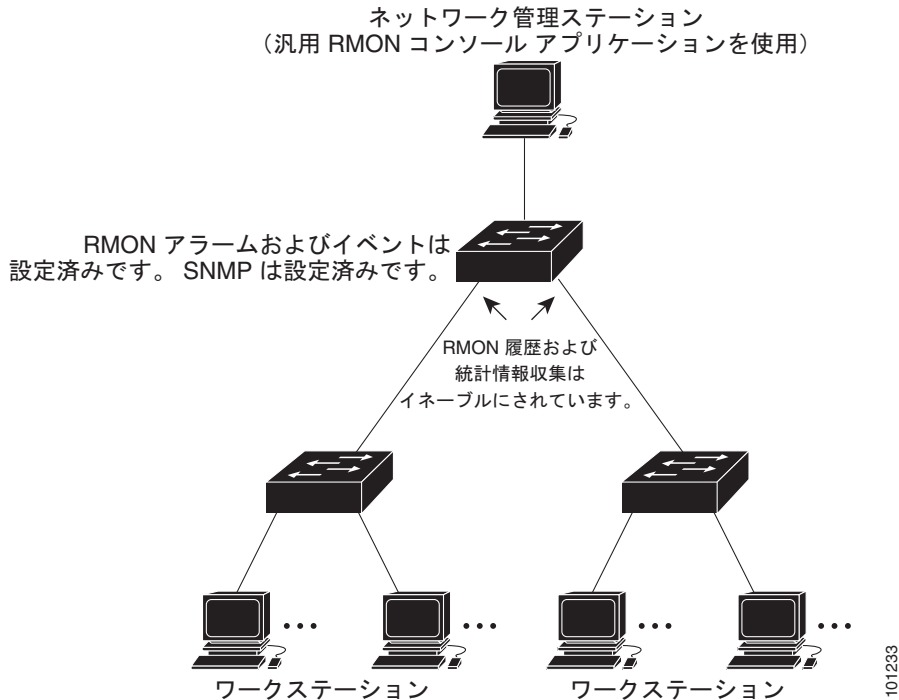 ネットワーク管理ステーション
（汎用 RMON コンソール アプリケーションを使用）
RMON アラームおよびイベントは
設定済みです。 SNMP は設定済みです。
RMON 履歴および
統計情報収集は
イネーブルにされています。
ワークステーション
ワークステーション
101233